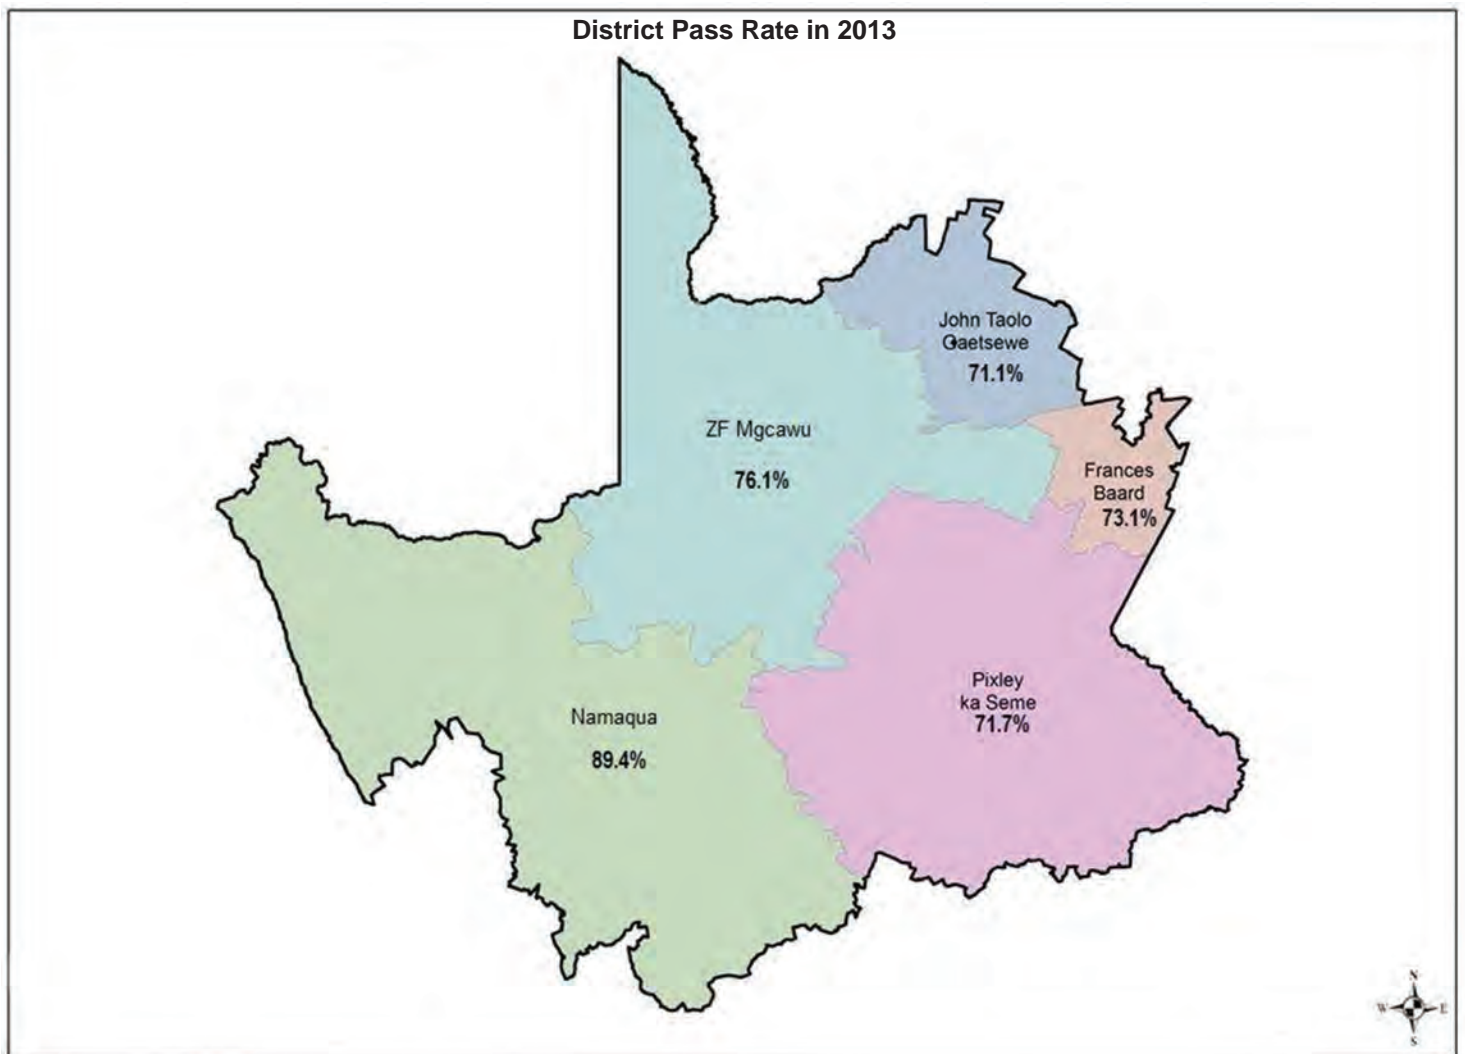 District Pass Rate in 2013
John Taolo
Gaetsewe
71.1%
ZF Mgcawu
76.1%
Frances
Baard
73.1%
Pixley
ka Seme
71.7%
Namaqua
89.4%
N
W E
S